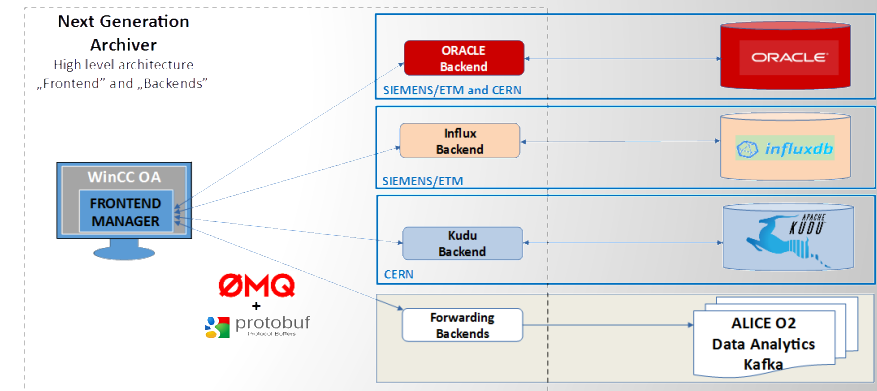 Next Generation
Archiver
High level architecture
„Frontend” and „Backends”
WinCC OA
FRONTEND
MANAGER
ØMQ
+
protobuf
Protocol Buffers
ORACLE
Backend
ORACLE
SIEMENS/ETM and CERN
Influx
Backend
influxdb
SIEMENS/ETM
Kudu
Backend
APACHE
KUDU
CERN
Forwarding
Backends
ALICE O2
Data Analytics
Kafka